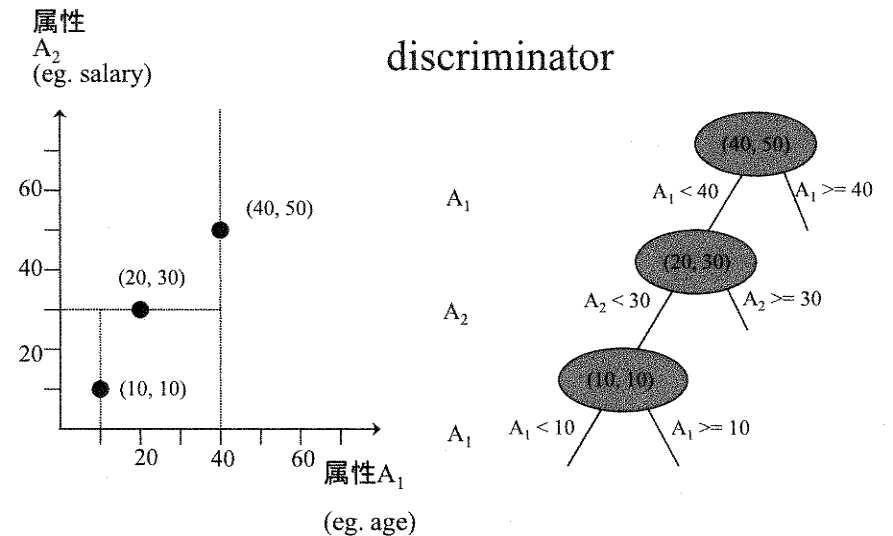 属性
A₂
(eg. salary)
discriminator
60
40
20
(40, 50)
(20, 30)
(10, 10)
20
40
60
属性A₁
(eg. age)
(40, 50)
A₁
A₁ < 40
A₁ >= 40
(20, 30)
A₂
A₂ < 30
A₂ >= 30
(10, 10)
A₁
A₁ < 10
A₁ >= 10